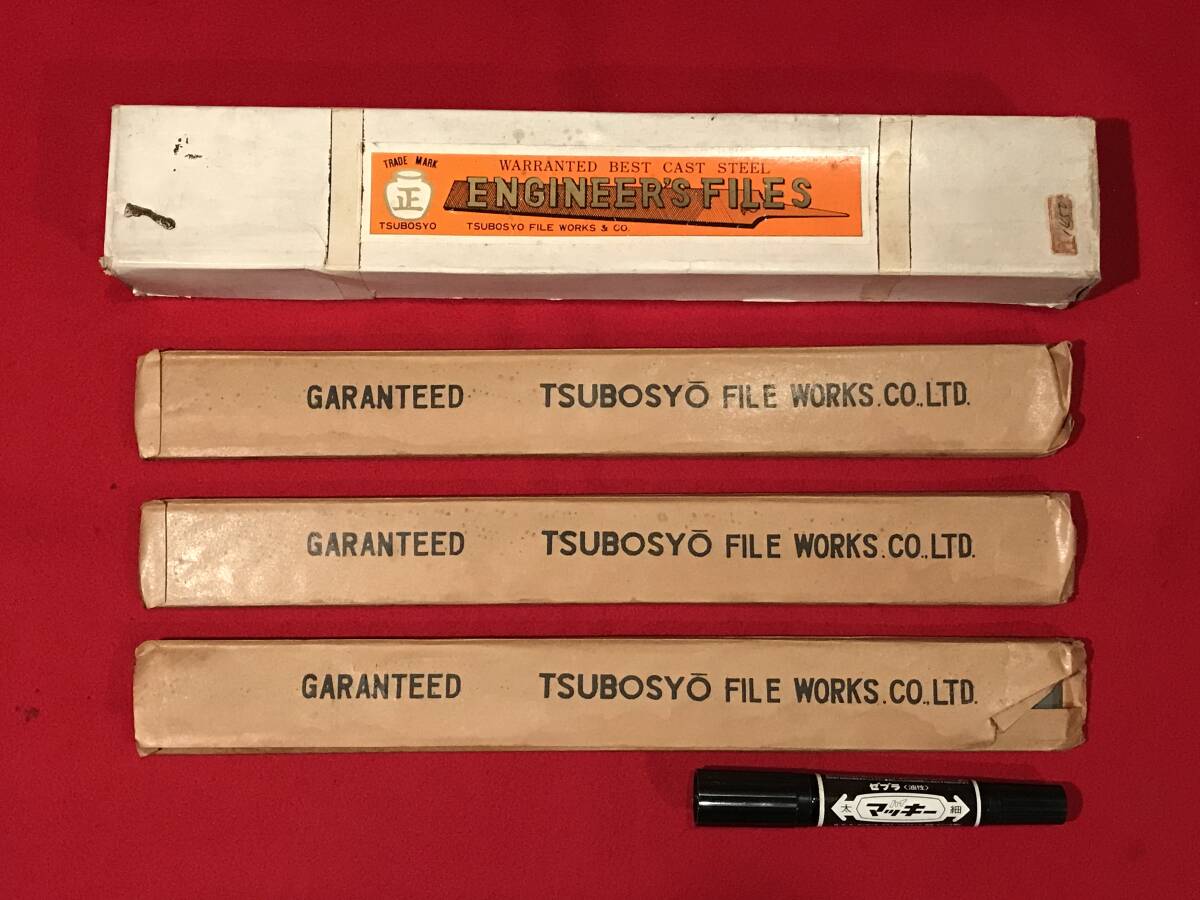 TRADE MARK
正
TSUBOSYO
WARRANTED BEST CAST STEEL
ENGINEER'S FILES
TSUBOSYO FILE WORKS & CO.
GARANTEED TSUBOSYŌ FILE WORKS.CO.,LTD.
GARANTEED TSUBOSYŌ FILE WORKS.CO.,LTD.
GARANTEED TSUBOSYŌ FILE WORKS.CO.,LTD.
ゼブラ〈油性〉
太 ハイ マッキー 細